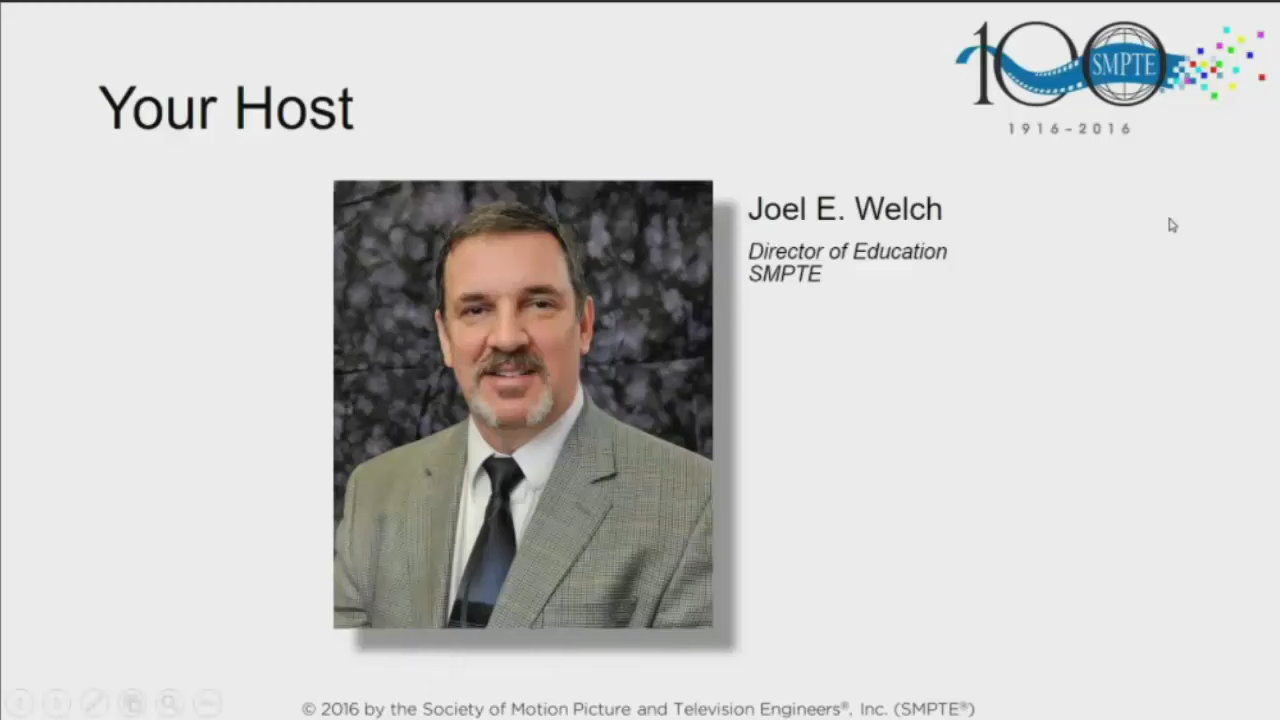 100
SMPTE
1916-2016
Your Host
Joel E. Welch
Director of Education
SMPTE
© 2016 by the Society of Motion Picture and Television Engineers®, Inc. (SMPTE®)